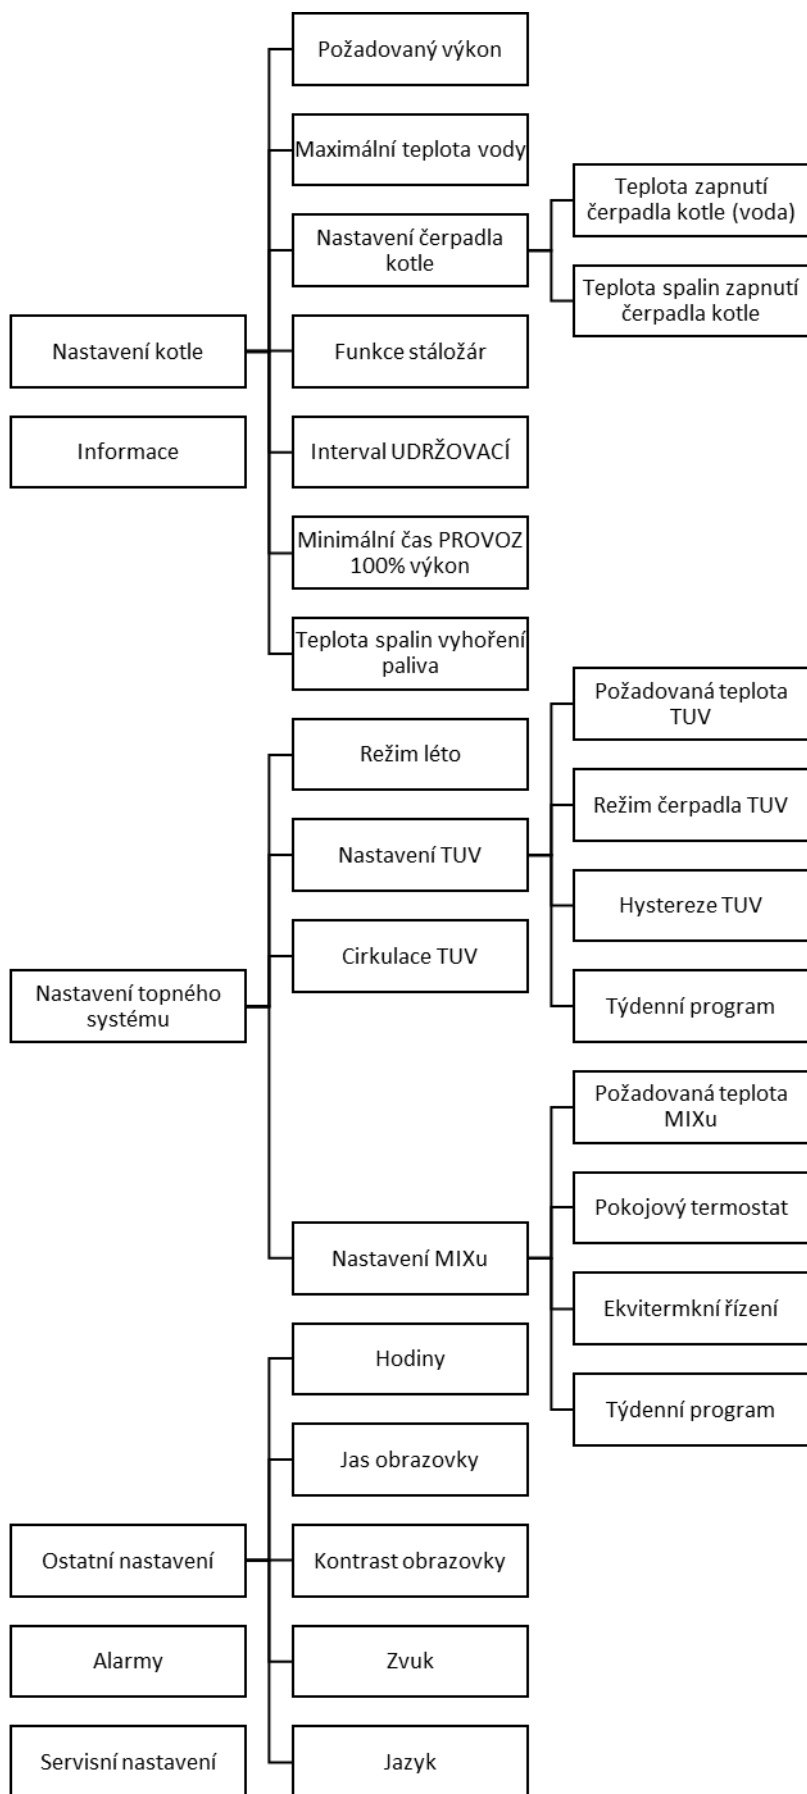 Požadovaný výkon
Maximální teplota vody
Teplota zapnutí
čerpadla kotle (voda)
Nastavení čerpadla
kotle
Teplota spalin zapnutí
čerpadla kotle
Nastavení kotle
Funkce stáložár
Informace
Interval UDRŽOVACÍ
Minimální čas PROVOZ
100% výkon
Teplota spalin vyhoření
paliva
Požadovaná teplota
TUV
Režim léto
Režim čerpadla TUV
Nastavení TUV
Hystereze TUV
Cirkulace TUV
Nastavení topného
systému
Týdenní program
Požadovaná teplota
MIXu
Pokojový termostat
Nastavení MIXu
Ekvitermkní řízení
Hodiny
Týdenní program
Jas obrazovky
Ostatní nastavení
Kontrast obrazovky
Alarmy
Zvuk
Servisní nastavení
Jazyk